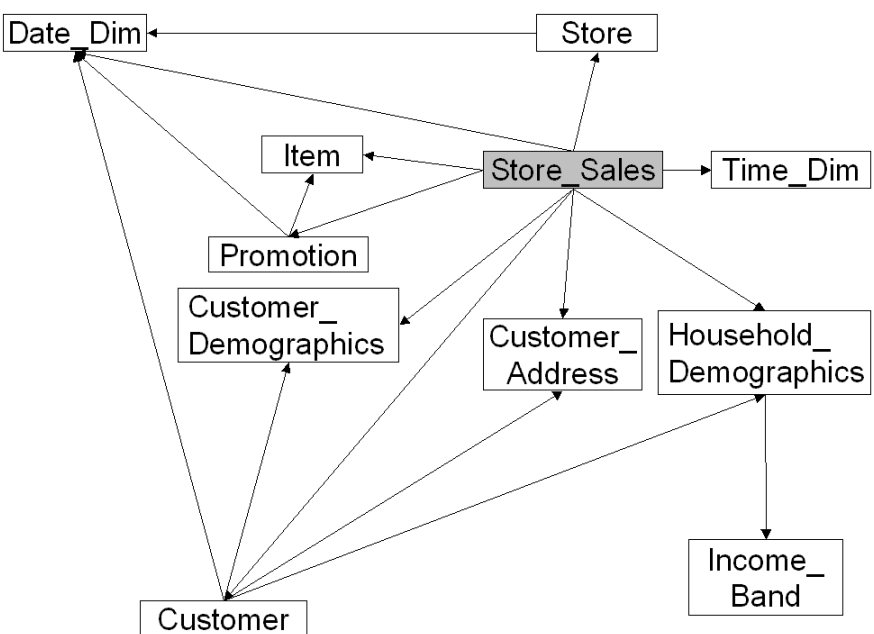 Date_Dim
Store
Item
Store_Sales
Time_Dim
Promotion
Customer_
Demographics
Customer_
Address
Household_
Demographics
Income_
Band
Customer